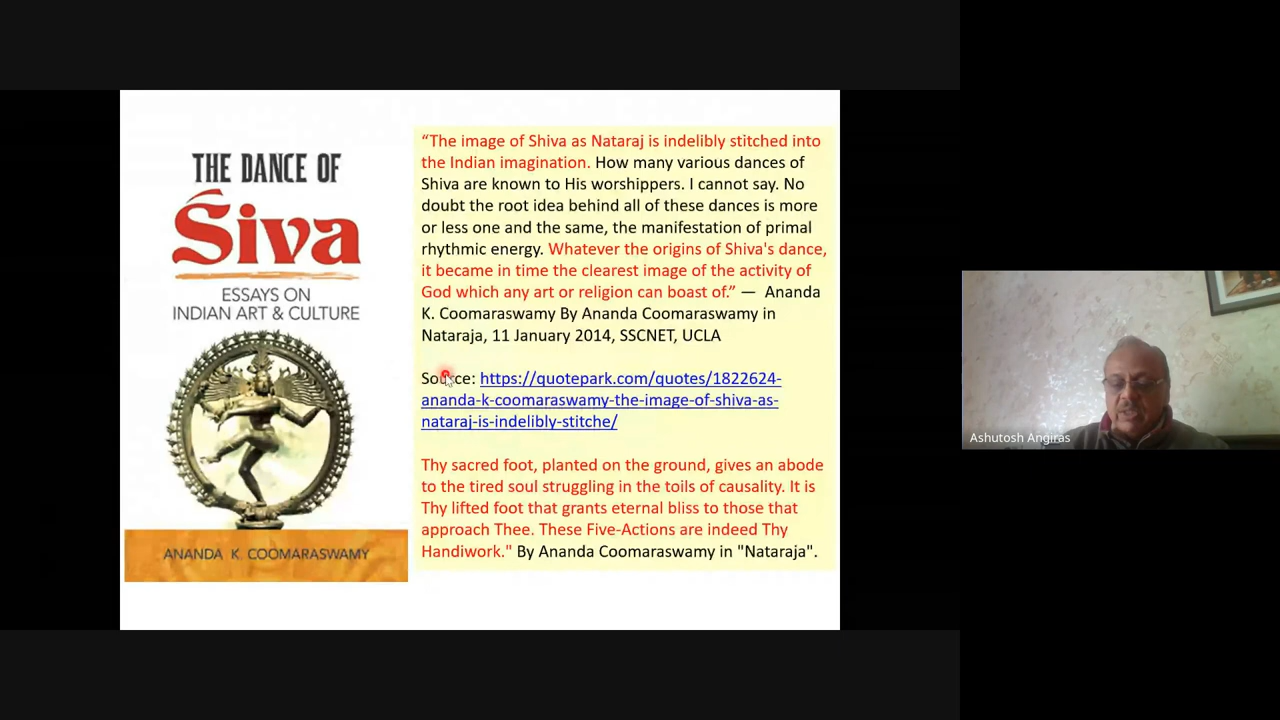 THE DANCE OF
Śiva
ESSAYS ON
INDIAN ART & CULTURE
ANANDA K. COOMARASWAMY
“The image of Shiva as Nataraj is indelibly stitched into
the Indian imagination. How many various dances of
Shiva are known to His worshippers. I cannot say. No
doubt the root idea behind all of these dances is more
or less one and the same, the manifestation of primal
rhythmic energy. Whatever the origins of Shiva's dance,
it became in time the clearest image of the activity of
God which any art or religion can boast of.” — Ananda
K. Coomaraswamy By Ananda Coomaraswamy in
Nataraja, 11 January 2014, SSCNET, UCLA
Source: https://quotepark.com/quotes/1822624-
ananda-k-coomaraswamy-the-image-of-shiva-as-
nataraj-is-indelibly-stitche/
Thy sacred foot, planted on the ground, gives an abode
to the tired soul struggling in the toils of causality. It is
Thy lifted foot that grants eternal bliss to those that
approach Thee. These Five-Actions are indeed Thy
Handiwork." By Ananda Coomaraswamy in "Nataraja".
Ashutosh Angiras